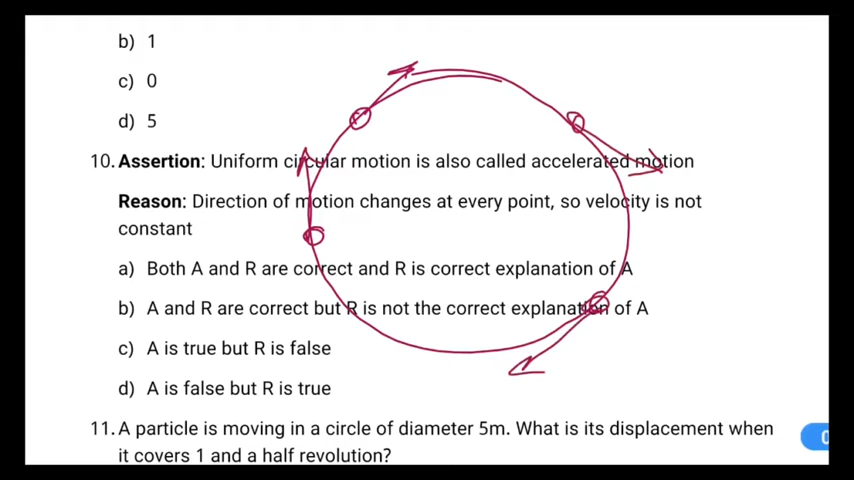 b) 1
c) 0
d) 5
10. Assertion: Uniform circular motion is also called accelerated motion
Reason: Direction of motion changes at every point, so velocity is not
constant
a) Both A and R are correct and R is correct explanation of A
b) A and R are correct but R is not the correct explanation of A
c) A is true but R is false
d) A is false but R is true
11. A particle is moving in a circle of diameter 5m. What is its displacement when
it covers 1 and a half revolution?